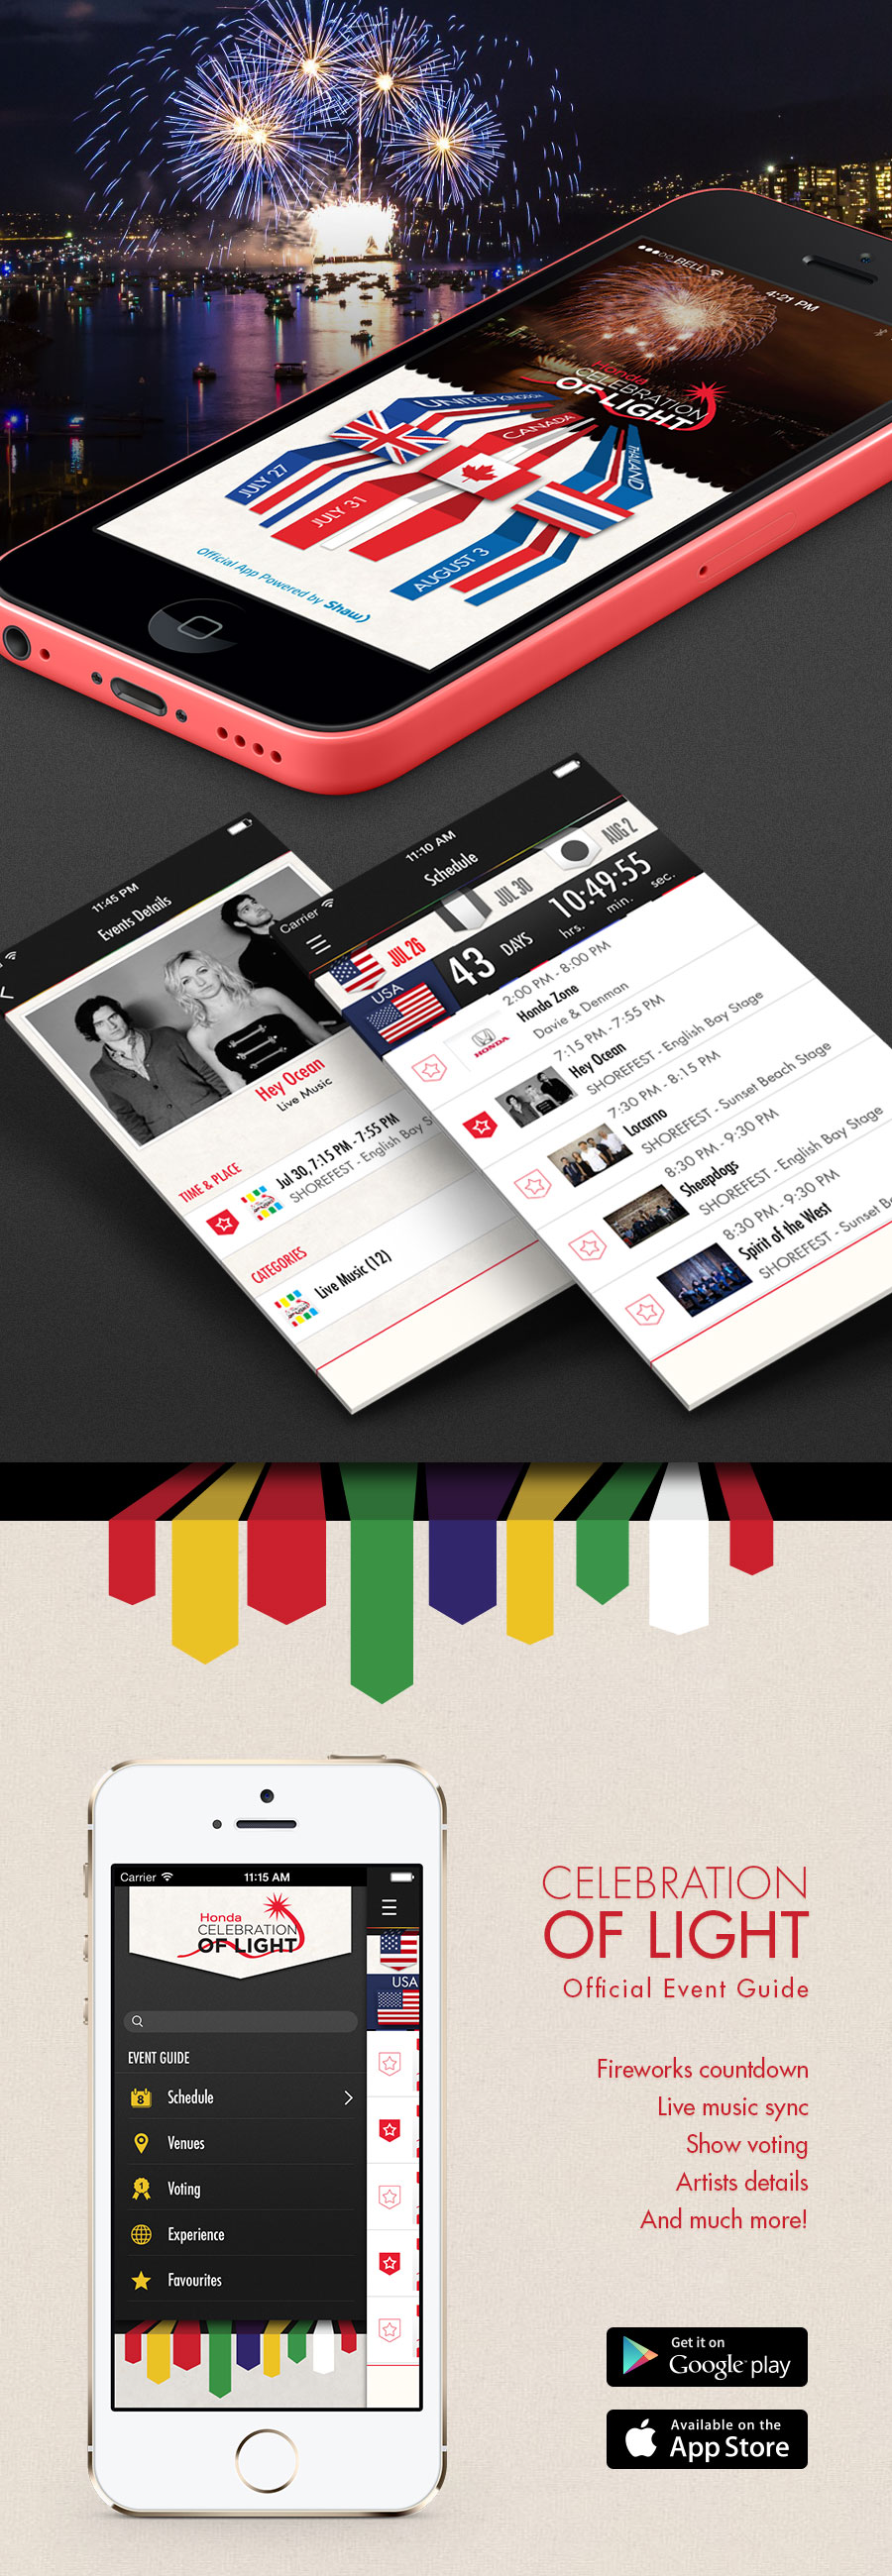 BELL
4:21 PM
Honda
CELEBRATION
OF LIGHT
UNITED KINGDOM
CANADA
THAILAND
JULY 27
JULY 31
AUGUST 3
Official App Powered by Shaw)
11:45 PM
Events Details
Hey Ocean
Live Music
TIME & PLACE
Jul 30, 7:15 PM - 7:55 PM
SHOREFEST - English Bay S
CATEGORIES
Live Music (12)
Carrier
11:10 AM
Schedule
JUL 26
JUL 30
AUG 2
USA
43 DAYS
10:49:55
hrs. min. sec.
2:00 PM - 8:00 PM
Honda Zone
Davie & Denman
HONDA
7:15 PM - 7:55 PM
Hey Ocean
SHOREFEST - English Bay Stage
7:30 PM - 8:15 PM
Locarno
SHOREFEST - Sunset Beach Stage
8:30 PM - 9:30 PM
Sheepdogs
SHOREFEST - English Bay Stage
8:30 PM - 9:30 PM
Spirit of the West
SHOREFEST - Sunset Be
Carrier 11:15 AM
Honda
CELEBRATION
OF LIGHT
USA
EVENT GUIDE
8 Schedule
Venues
1 Voting
Experience
Favourites
CELEBRATION
OF LIGHT
Official Event Guide
Fireworks countdown
Live music sync
Show voting
Artists details
And much more!
Get it on
Google play
Available on the
App Store